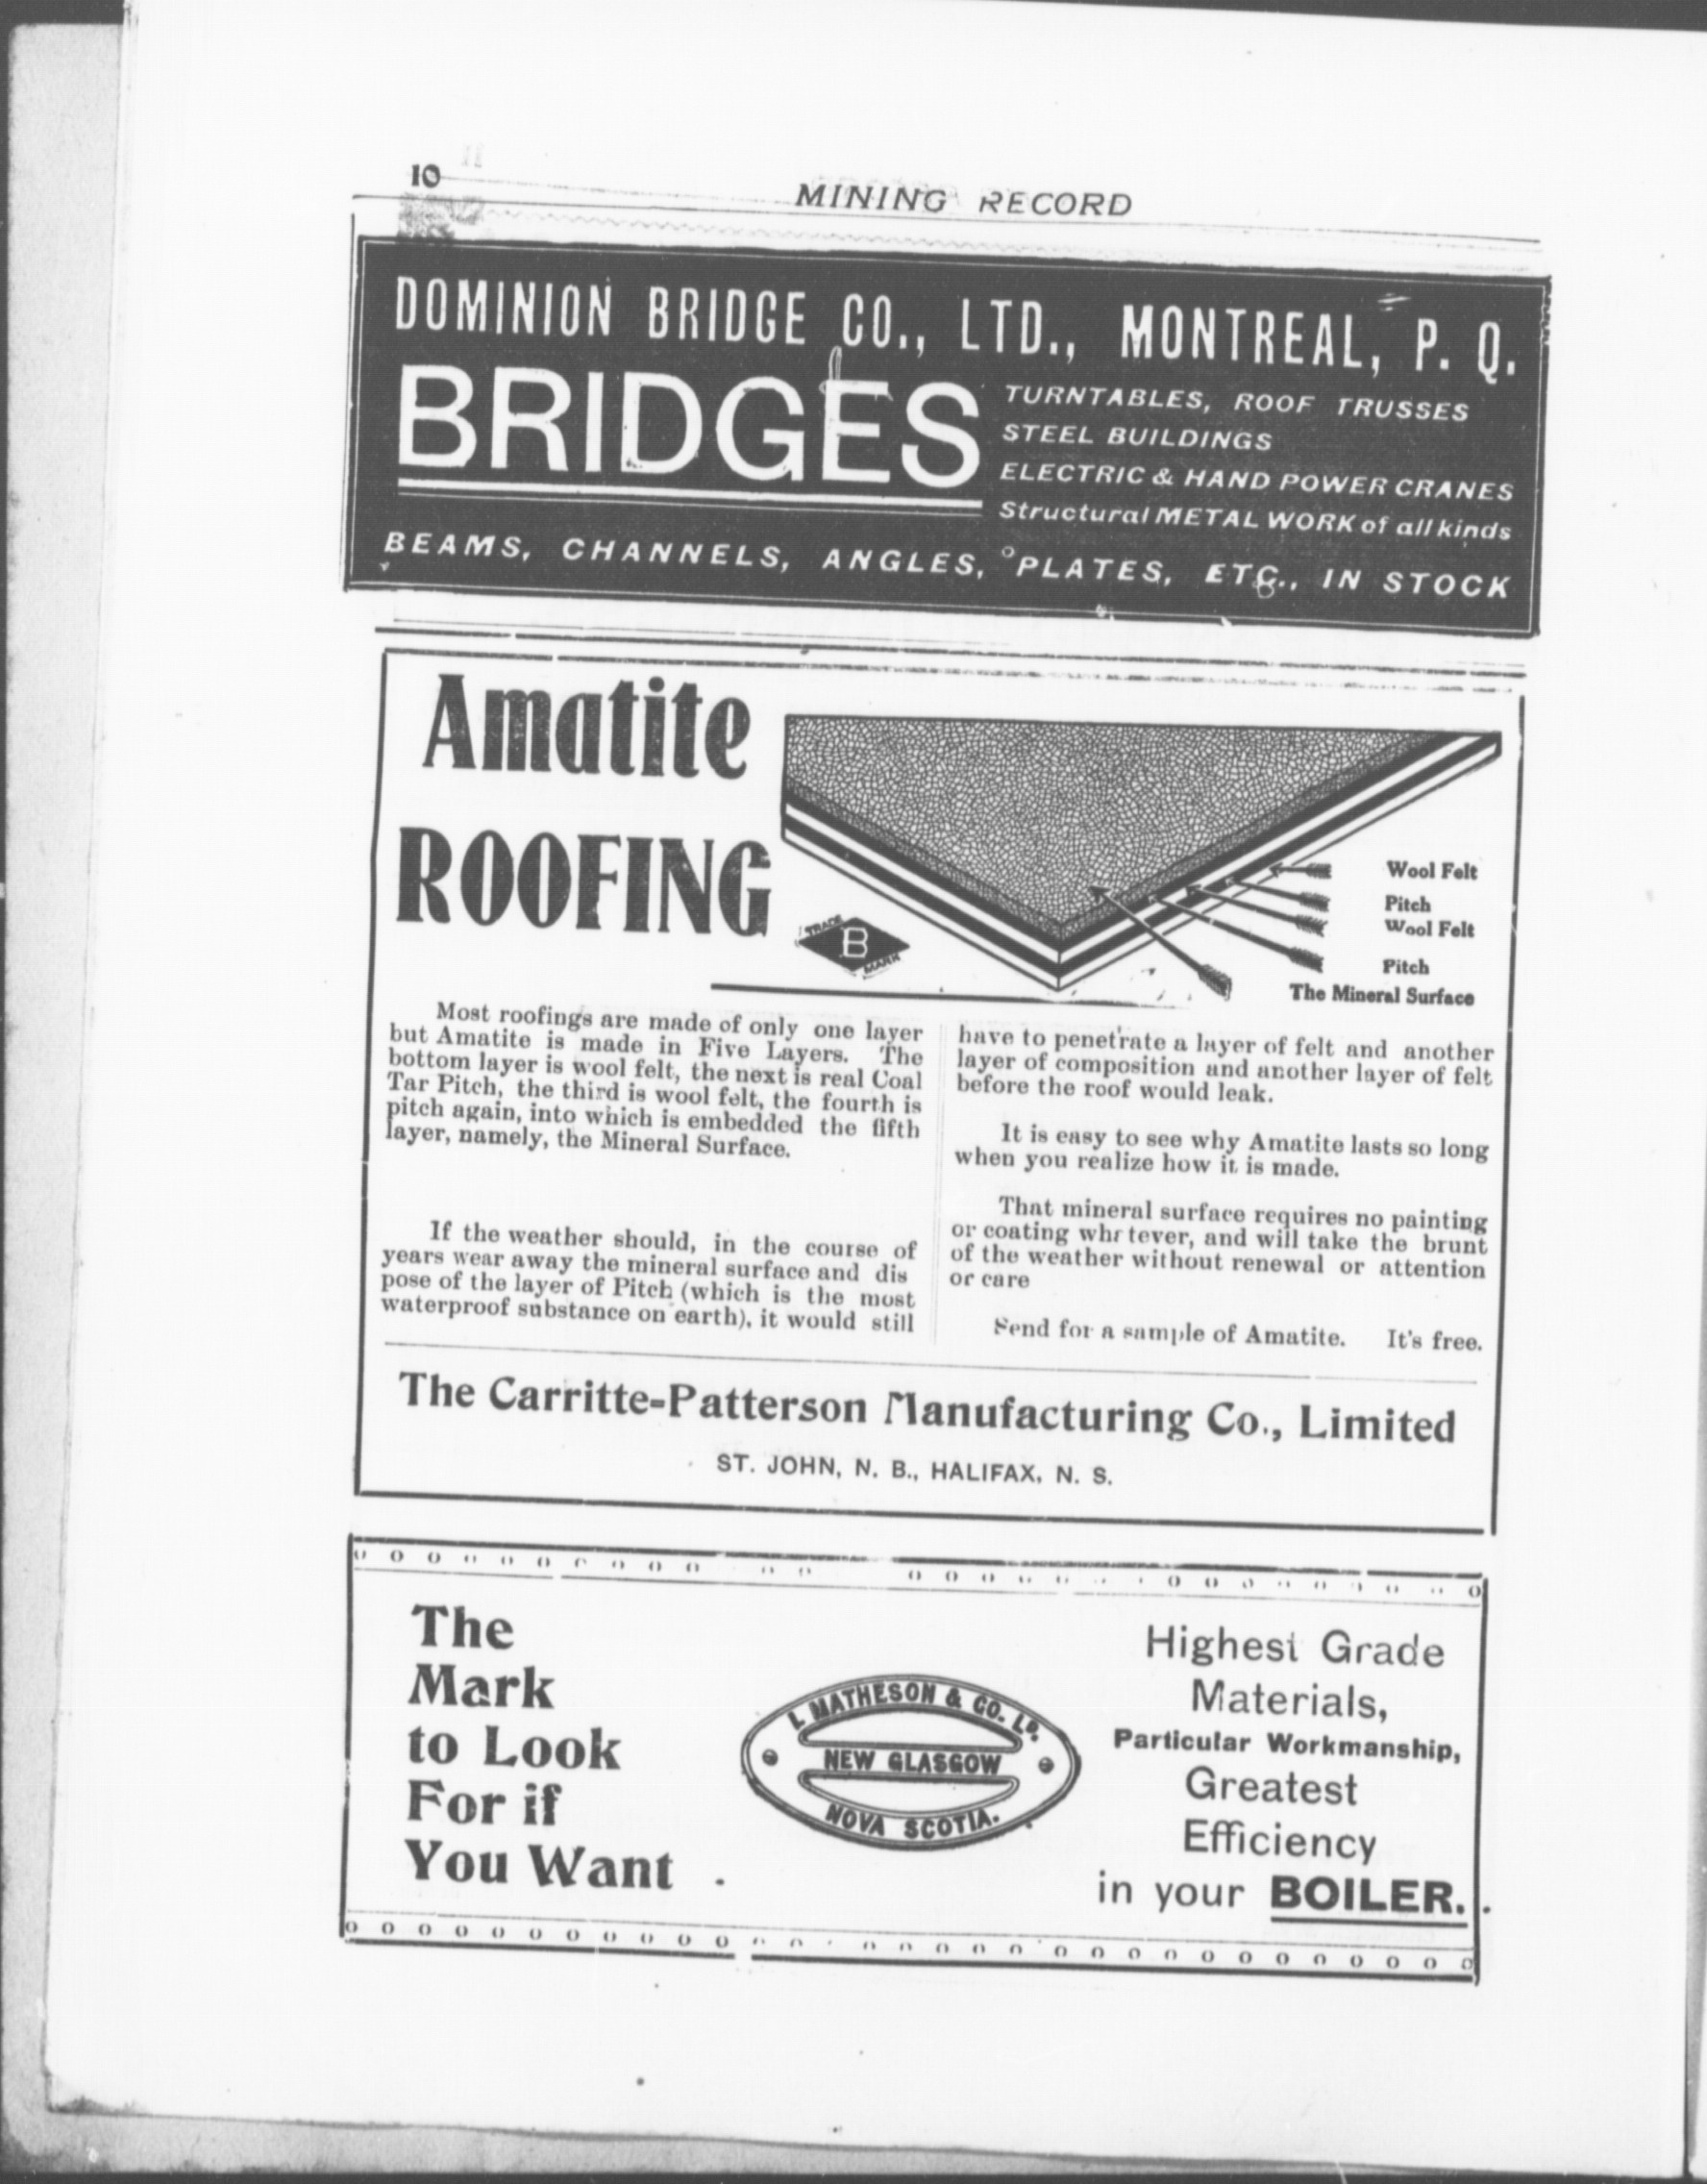 10
MINING RECORD
DOMINION BRIDGE CO., LTD., MONTREAL, P. Q.
BRIDGES
TURNTABLES, ROOF TRUSSES
STEEL BUILDINGS
ELECTRIC & HAND POWER CRANES
Structural METAL WORK of all kinds
BEAMS, CHANNELS, ANGLES, PLATES, ETC., IN STOCK
Amatite
ROOFING
TRADE
B
MARK
Wool Felt
Pitch
Wool Felt
Pitch
The Mineral Surface
Most roofings are made of only one layer
but Amatite is made in Five Layers. The
bottom layer is wool felt, the next is real Coal
Tar Pitch, the third is wool felt, the fourth is
pitch again, into which is embedded the fifth
layer, namely, the Mineral Surface.
If the weather should, in the course of
years wear away the mineral surface and dis
pose of the layer of Pitch (which is the most
waterproof substance on earth), it would still
have to penetrate a layer of felt and another
layer of composition and another layer of felt
before the roof would leak.
It is easy to see why Amatite lasts so long
when you realize how it is made.
That mineral surface requires no painting
or coating whatever, and will take the brunt
of the weather without renewal or attention
or care
Send for a sample of Amatite. It's free.
The Carritte-Patterson Manufacturing Co., Limited
ST. JOHN, N. B., HALIFAX, N. S.
The
Mark
to Look
For if
You Want
I. MATHESON & CO. LD.
NEW GLASGOW
NOVA SCOTIA.
Highest Grade
Materials,
Particular Workmanship,
Greatest
Efficiency
in your BOILER.